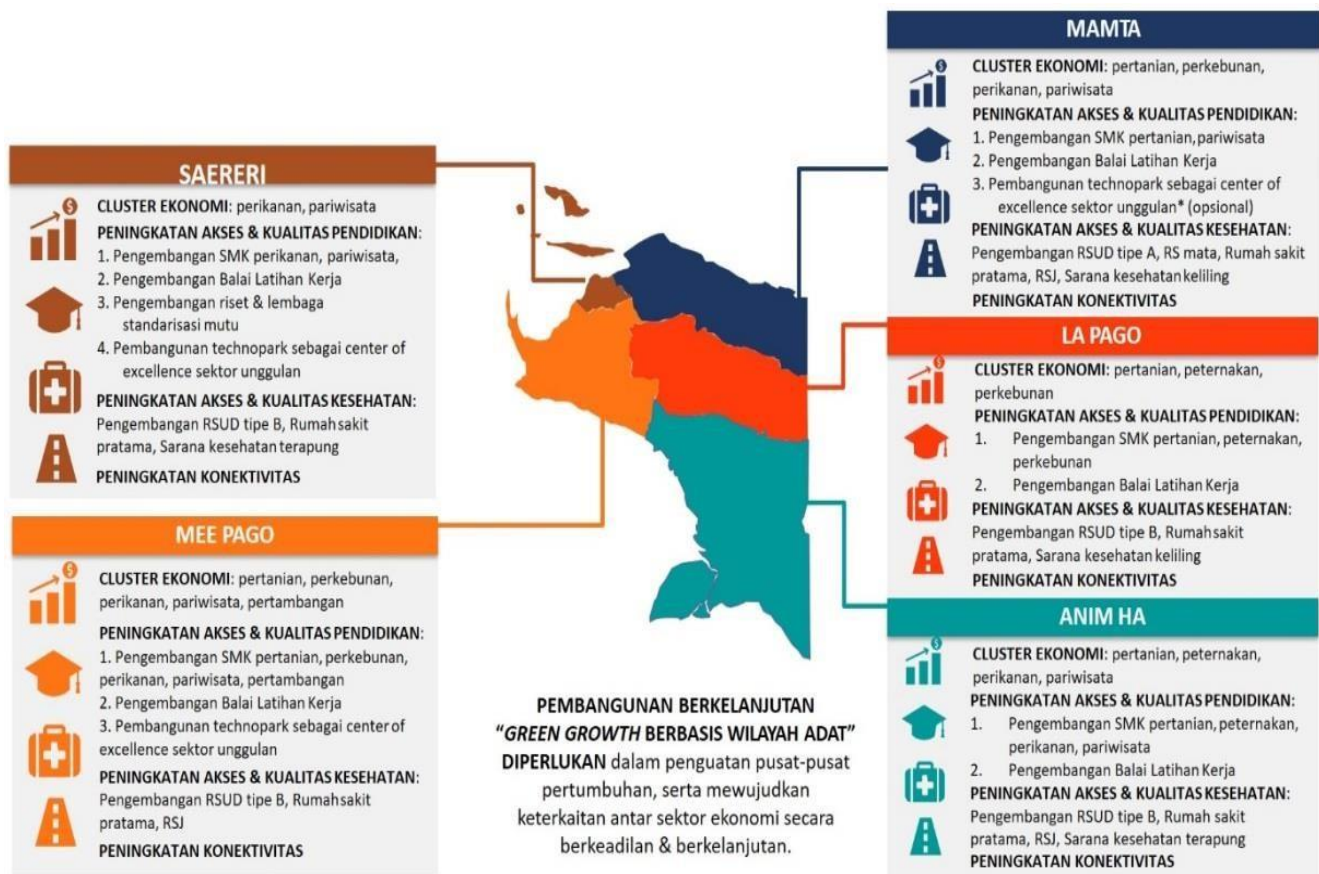 SAERERI
CLUSTER EKONOMI: perikanan, pariwisata
PENINGKATAN AKSES & KUALITAS PENDIDIKAN:
1. Pengembangan SMK perikanan, pariwisata,
2. Pengembangan Balai Latihan Kerja
3. Pengembangan riset & lembaga
standarisasi mutu
4. Pembangunan technopark sebagai center of
excellence sektor unggulan
PENINGKATAN AKSES & KUALITAS KESEHATAN:
Pengembangan RSUD tipe B, Rumah sakit
pratama, Sarana kesehatan terapung
PENINGKATAN KONEKTIVITAS
MEE PAGO
CLUSTER EKONOMI: pertanian, perkebunan,
perikanan, pariwisata, pertambangan
PENINGKATAN AKSES & KUALITAS PENDIDIKAN:
1. Pengembangan SMK pertanian, perkebunan,
perikanan, pariwisata, pertambangan
2. Pengembangan Balai Latihan Kerja
3. Pembangunan technopark sebagai center of
excellence sektor unggulan
PENINGKATAN AKSES & KUALITAS KESEHATAN:
Pengembangan RSUD tipe B, Rumah sakit
pratama, RSJ
PENINGKATAN KONEKTIVITAS
PEMBANGUNAN BERKELANJUTAN
“GREEN GROWTH BERBASIS WILAYAH ADAT”
DIPERLUKAN dalam penguatan pusat-pusat
pertumbuhan, serta mewujudkan
keterkaitan antar sektor ekonomi secara
berkeadilan & berkelanjutan.
MAMTA
CLUSTER EKONOMI: pertanian, perkebunan,
perikanan, pariwisata
PENINGKATAN AKSES & KUALITAS PENDIDIKAN:
1. Pengembangan SMK pertanian, pariwisata
2. Pengembangan Balai Latihan Kerja
3. Pembangunan technopark sebagai center of
excellence sektor unggulan* (opsional)
PENINGKATAN AKSES & KUALITAS KESEHATAN:
Pengembangan RSUD tipe A, RS mata, Rumah sakit
pratama, RSJ, Sarana kesehatan keliling
PENINGKATAN KONEKTIVITAS
LA PAGO
CLUSTER EKONOMI: pertanian, peternakan,
perkebunan
PENINGKATAN AKSES & KUALITAS PENDIDIKAN:
1. Pengembangan SMK pertanian, peternakan,
perkebunan
2. Pengembangan Balai Latihan Kerja
PENINGKATAN AKSES & KUALITAS KESEHATAN:
Pengembangan RSUD tipe B, Rumah sakit
pratama, Sarana kesehatan keliling
PENINGKATAN KONEKTIVITAS
ANIM HA
CLUSTER EKONOMI: pertanian, peternakan,
perikanan, pariwisata
PENINGKATAN AKSES & KUALITAS PENDIDIKAN:
1. Pengembangan SMK pertanian, peternakan,
perikanan, pariwisata
2. Pengembangan Balai Latihan Kerja
PENINGKATAN AKSES & KUALITAS KESEHATAN:
Pengembangan RSUD tipe B, Rumah sakit
pratama, RSJ, Sarana kesehatan terapung
PENINGKATAN KONEKTIVITAS